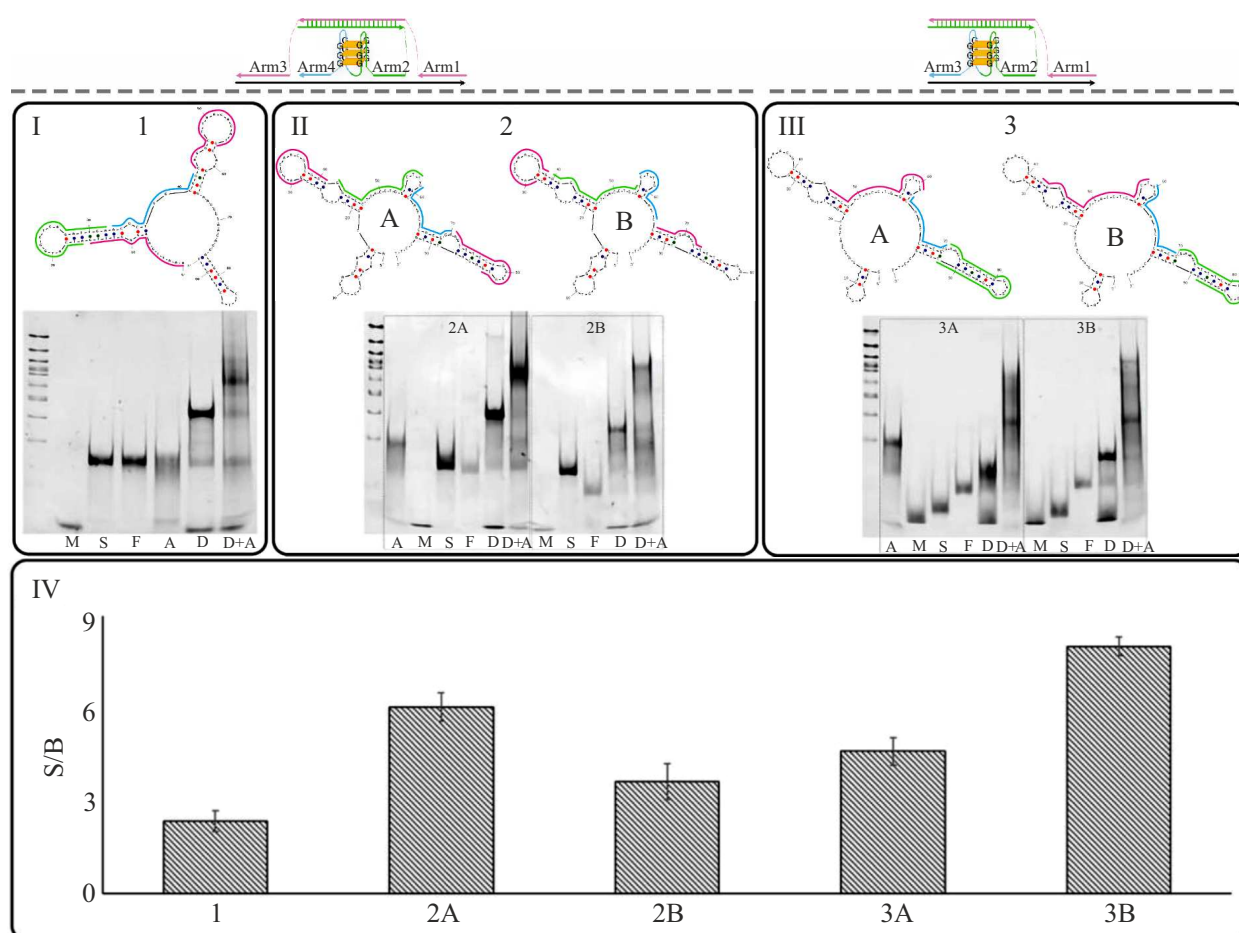 Arm3 Arm4 Arm2 Arm1
Arm3 Arm2 Arm1
I 1
II 2
III 3
A B
A B
2A 2B
3A 3B
M S F A D D+A
A M S F D D+A M S F D D+A
A M S F D D+A M S F D D+A
IV
S/B
9
6
3
0
1 2A 2B 3A 3B